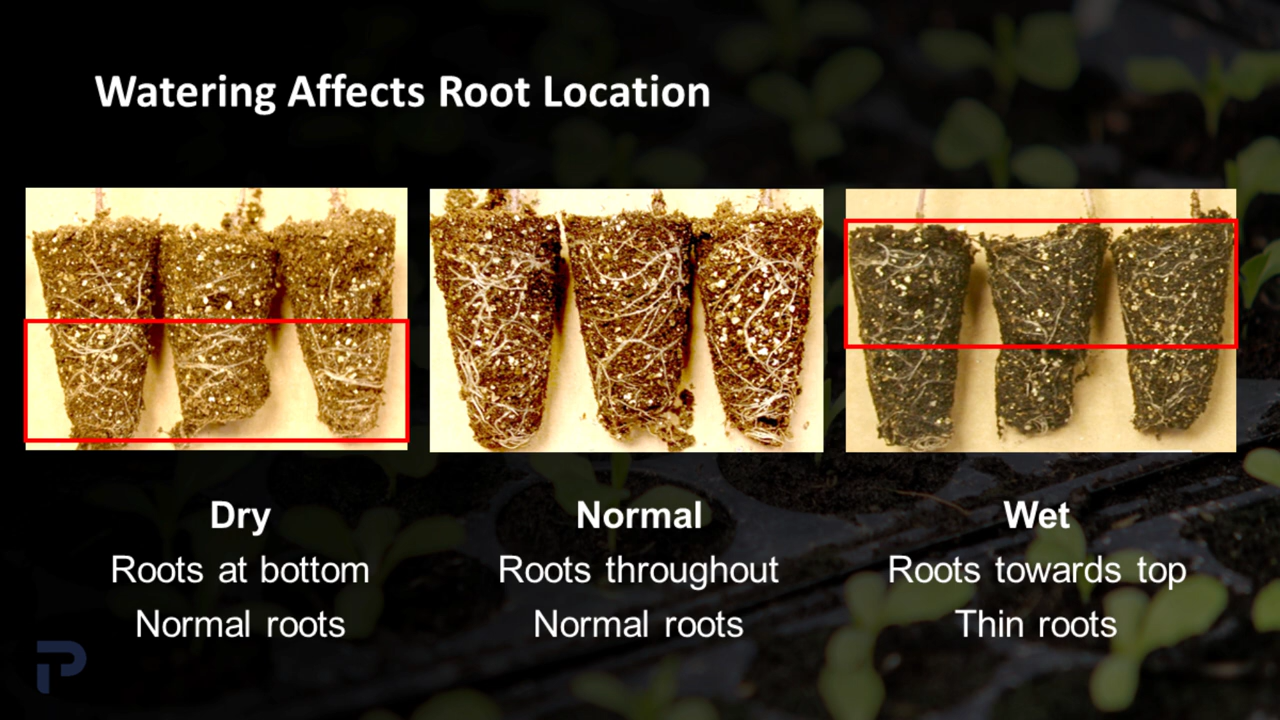 Watering Affects Root Location
Dry
Roots at bottom
Normal roots
Normal
Roots throughout
Normal roots
Wet
Roots towards top
Thin roots